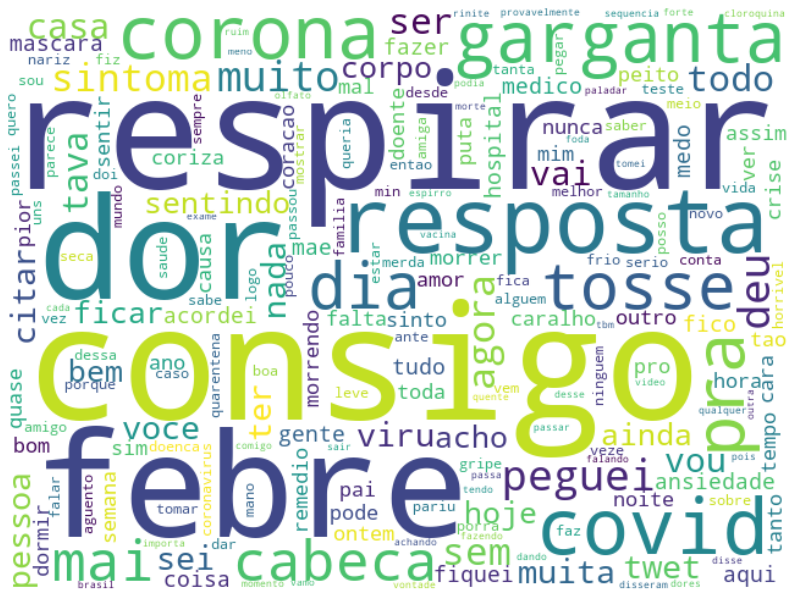 rinite provavelmente sequencia forte cloroquina
casa corona ser garganta
mascara ruim fazer
nariz sou fiz sintoma muito corpo desde tanta pegar medico peito todo
meno mal podia paladar teste meio
respirar
passei quero parece sentir sempre olfato mostrar coracao queria doente morte amiga puta hospital nunca saber assim
tava coriza entao foda tomei mim medo ver crise
uns doi mundo sentindo passou min melhor vai tamanho vida
dor exame familia espirro resposta
pior citar seca saude causa nada pouco mae estar vacina morrer frio serio posso novo conta
vez sabe logo merda dia tosse deu horrivel
ficar acordei falta amor fica alguem
cada sinto agora caralho outro fico tao
consigo
dessa ante tbm pro
quase bem ano caso boa quarentena morrendo tudo toda hora cara
porque leve quente vem desse video ninguem qualquer outra pra
amigo voce ter passar
bom sim doenca comigo gente viru acho veze ainda pois
febre
falar aguento mano sair gripe falando peguei vou tempo
pessoa dormir semana tomar coronavirus remedio pai pariu passa tendo hoje noite ansiedade tanto
dar pode porra sobre
importa ontem achando fazendo faz covid
mai sei cabeca sem dando disse
coisa fiquei muita twet aqui
brasil momento vamo vontade disseram dores